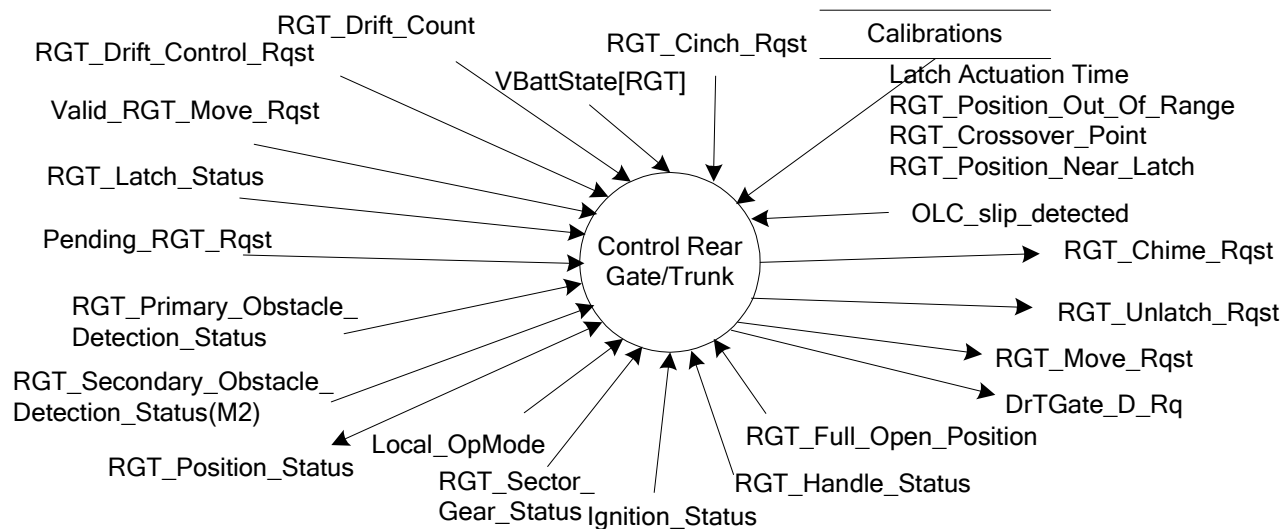 RGT_Drift_Count
RGT_Drift_Control_Rqst
RGT_Cinch_Rqst
Calibrations
VBattState[RGT]
Latch Actuation Time
RGT_Position_Out_Of_Range
RGT_Crossover_Point
RGT_Position_Near_Latch
Valid_RGT_Move_Rqst
RGT_Latch_Status
OLC_slip_detected
Pending_RGT_Rqst
Control Rear
Gate/Trunk
RGT_Chime_Rqst
RGT_Primary_Obstacle_
Detection_Status
RGT_Unlatch_Rqst
RGT_Move_Rqst
RGT_Secondary_Obstacle_
Detection_Status(M2)
DrTGate_D_Rq
RGT_Position_Status
Local_OpMode
RGT_Full_Open_Position
RGT_Sector_
Gear_Status
Ignition_Status
RGT_Handle_Status